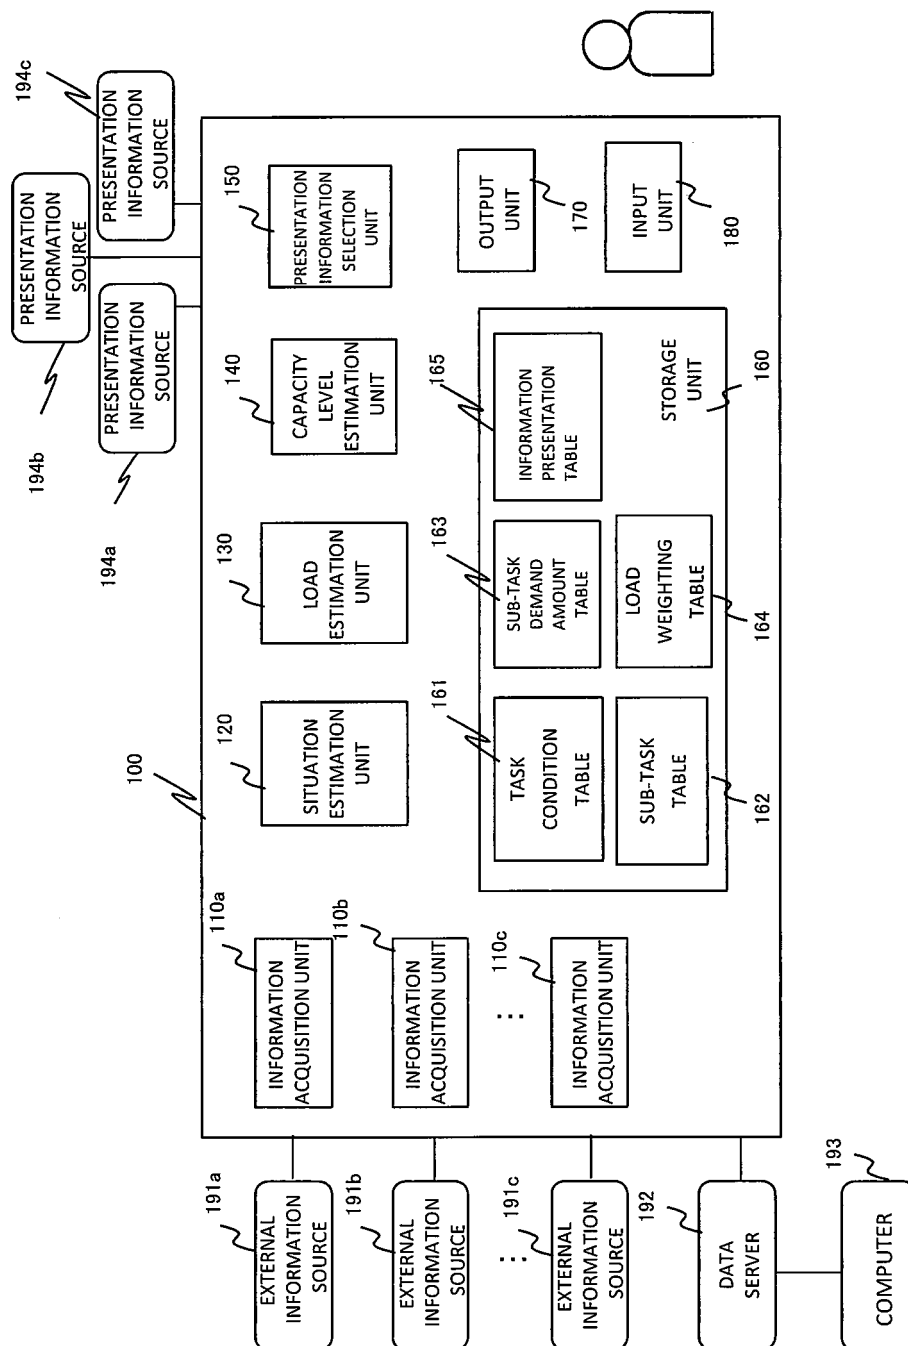 194c
PRESENTATION
INFORMATION
SOURCE
PRESENTATION
INFORMATION
SOURCE
194b
PRESENTATION
INFORMATION
SOURCE
194a
100
110a
INFORMATION
ACQUISITION UNIT
110b
INFORMATION
ACQUISITION UNIT
...
110c
INFORMATION
ACQUISITION UNIT
120
SITUATION
ESTIMATION
UNIT
130
LOAD
ESTIMATION
UNIT
140
CAPACITY
LEVEL
ESTIMATION
UNIT
150
PRESENTATION
INFORMATION
SELECTION
UNIT
161
TASK
CONDITION
TABLE
163
SUB-TASK
DEMAND
AMOUNT
TABLE
165
INFORMATION
PRESENTATION
TABLE
SUB-TASK
TABLE
162
LOAD
WEIGHTING
TABLE
164
STORAGE
UNIT
160
OUTPUT
UNIT
170
INPUT
UNIT
180
191a
EXTERNAL
INFORMATION
SOURCE
191b
EXTERNAL
INFORMATION
SOURCE
...
191c
EXTERNAL
INFORMATION
SOURCE
192
DATA
SERVER
193
COMPUTER